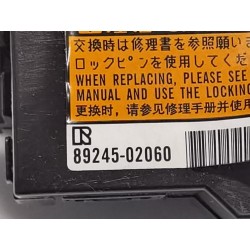 交換時は修理書を参照願いま
ロックピンを使用してくださ
WHEN REPLACING, PLEASE SEE
MANUAL AND USE THE LOCKING
更换时，请参见修理手册并使用
89245-02060